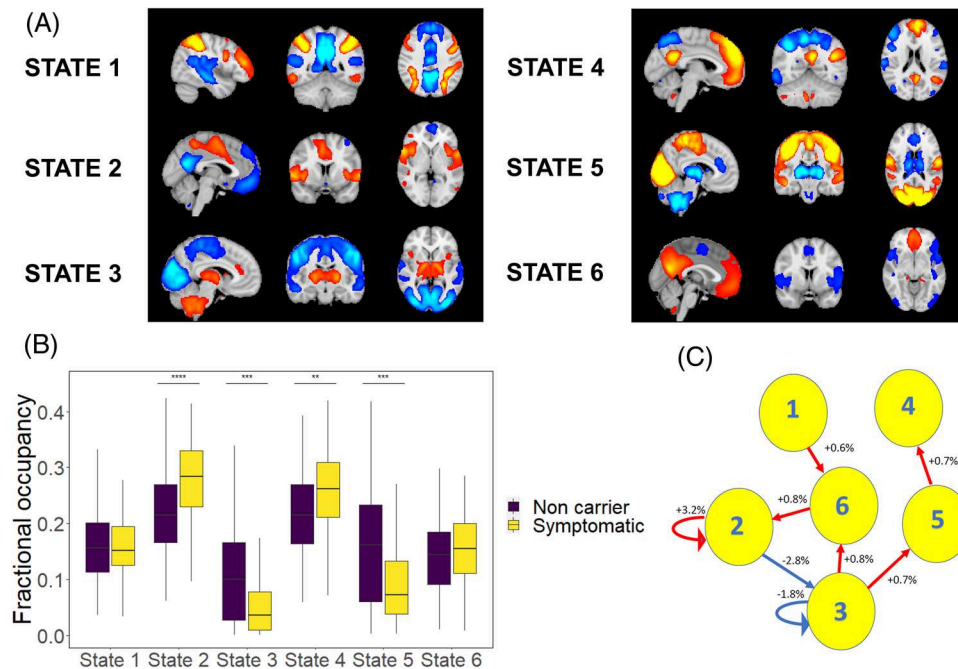 (A)
STATE 1
STATE 2
STATE 3
STATE 4
STATE 5
STATE 6
(B)
Fractional occupancy
0.4
0.3
0.2
0.1
0.0
****
***
**
***
State 1 State 2 State 3 State 4 State 5 State 6
Non carrier
Symptomatic
(C)
1
4
+0.6%
+0.7%
+3.2%
2
+0.8%
6
5
-2.8%
+0.8%
+0.7%
-1.8%
3